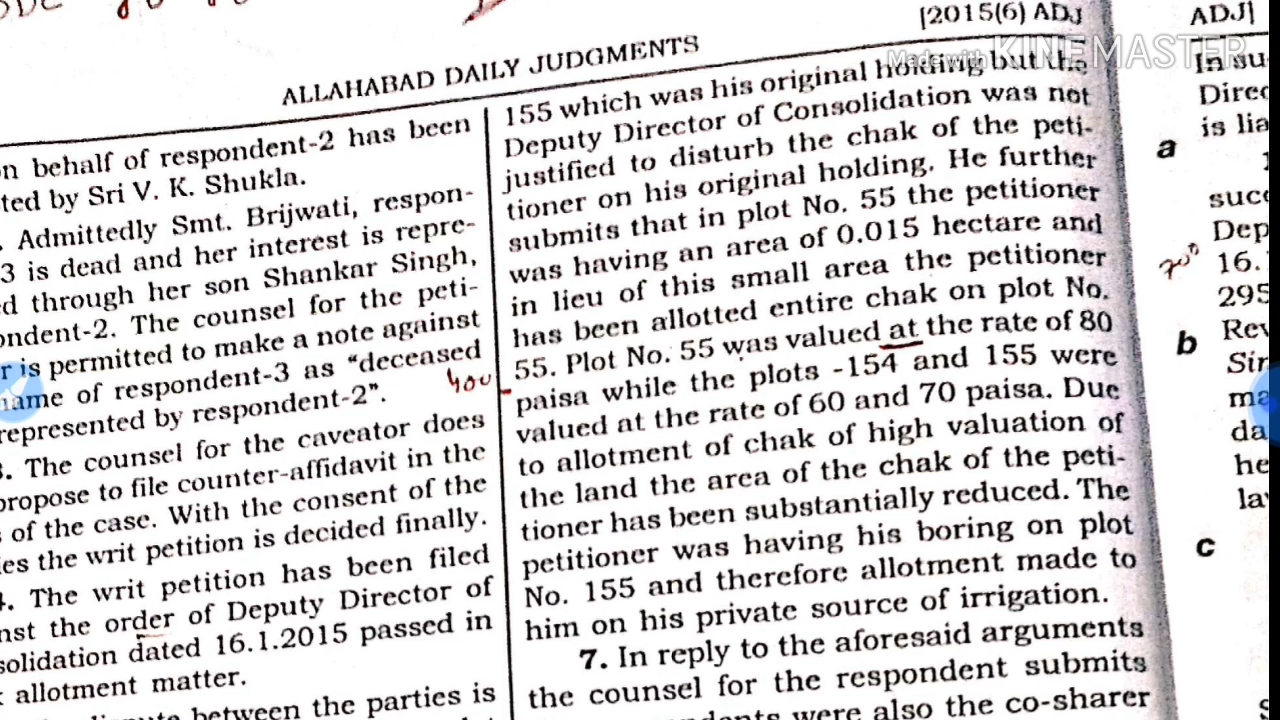 [2015(6) ADJ
ALLAHABAD DAILY JUDGMENTS
Made with KINEMASTER
behalf of respondent-2 has been
by Sri V. K. Shukla.
Admittedly Smt. Brijwati, respon-
3 is dead and her interest is repre-
through her son Shankar Singh,
The counsel for the peti-
is permitted to make a note against
name of respondent-3 as "deceased
represented by respondent-2".
The counsel for the caveator does
propose to file counter-affidavit in the
of the case. With the consent of the
the writ petition is decided finally.
The writ petition has been filed
the order of Deputy Director of
dated 16.1.2015 passed in
allotment matter.
between the parties is
155 which was his original holding but the
Deputy Director of Consolidation was not
justified to disturb the chak of the peti-
tioner on his original holding. He further
submits that in plot No. 55 the petitioner
was having an area of 0.015 hectare and
in lieu of this small area the petitioner
has been allotted entire chak on plot No.
55. Plot No. 55 was valued at the rate of 80
paisa while the plots -154 and 155 were
valued at the rate of 60 and 70 paisa. Due
to allotment of chak of high valuation of
the land the area of the chak of the peti-
tioner has been substantially reduced. The
petitioner was having his boring on plot
No. 155 and therefore allotment made to
him on his private source of irrigation.
7. In reply to the aforesaid arguments
the counsel for the respondent submits
were also the co-sharer
ADJ]
In su
Direc
is lia
a
succ
Dep
16.
295
b
Rev
Sin
ma
da
he
la
c